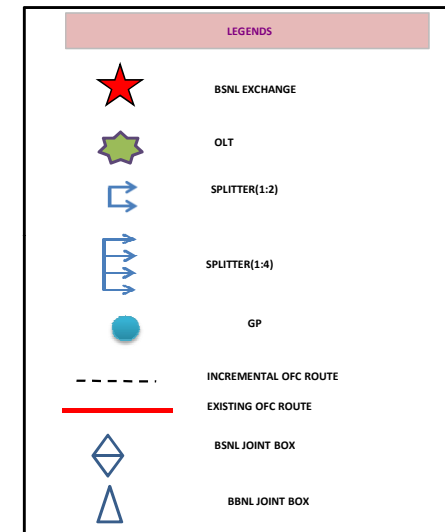 LEGENDS
BSNL EXCHANGE
OLT
SPLITTER(1:2)
SPLITTER(1:4)
GP
INCREMENTAL OFC ROUTE
EXISTING OFC ROUTE
BSNL JOINT BOX
BBNL JOINT BOX